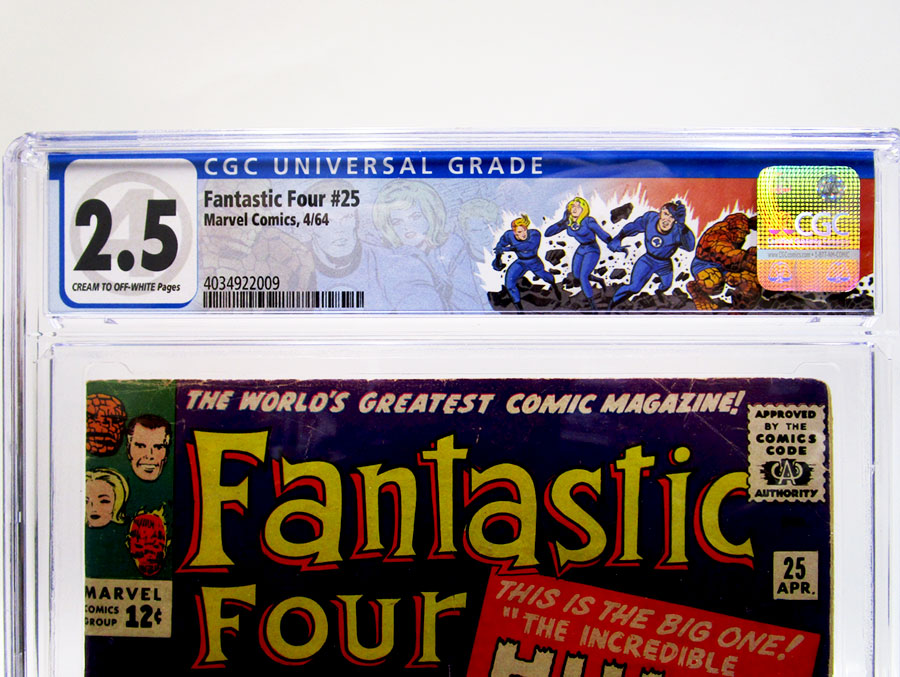 CGC UNIVERSAL GRADE
2.5
CREAM TO OFF-WHITE Pages
Fantastic Four #25
Marvel Comics, 4/64
4034922009
CGC
THE WORLD'S GREATEST COMIC MAGAZINE!
Fantastic
FOUR
APPROVED
BY THE
COMICS
CODE
CA
AUTHORITY
25
APR.
MARVEL
COMICS
GROUP
12¢
THIS IS THE BIG ONE!
"THE INCREDIBLE